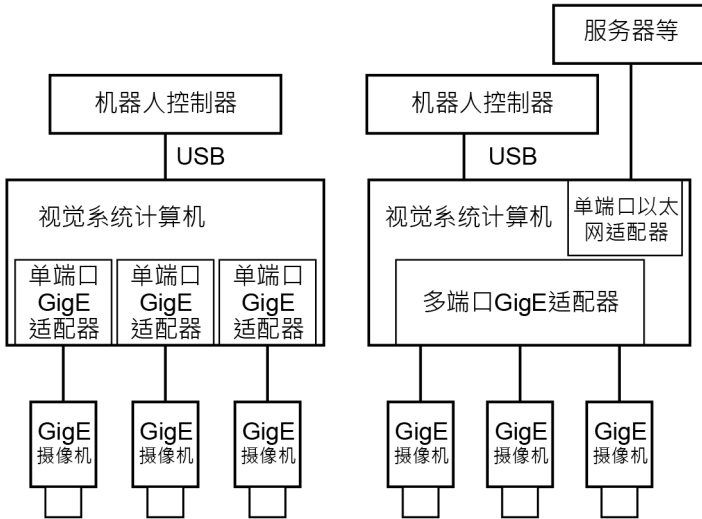 服务器等
机器人控制器
机器人控制器
USB
USB
视觉系统计算机
单端口
GigE
适配器
单端口
GigE
适配器
单端口
GigE
适配器
视觉系统计算机
单端口以太
网适配器
多端口GigE适配器
GigE
摄像机
GigE
摄像机
GigE
摄像机
GigE
摄像机
GigE
摄像机
GigE
摄像机